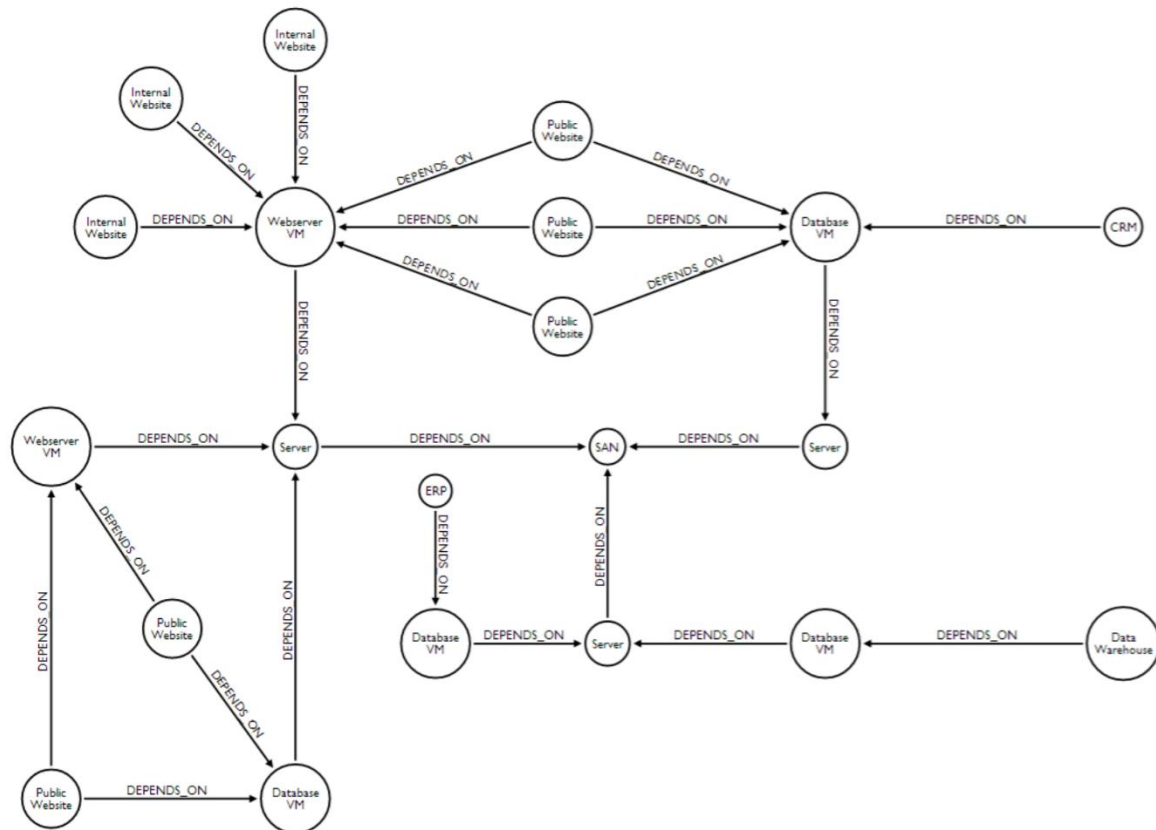 Internal
Website
DEPENDS_ON
Internal
Website
DEPENDS_ON
Public
Website
DEPENDS_ON
DEPENDS_ON
Internal
Website
DEPENDS_ON
Webserver
VM
DEPENDS_ON
Public
Website
DEPENDS_ON
Database
VM
DEPENDS_ON
CRM
DEPENDS_ON
DEPENDS_ON
Public
Website
DEPENDS_ON
DEPENDS_ON
Webserver
VM
DEPENDS_ON
Server
DEPENDS_ON
SAN
DEPENDS_ON
Server
ERP
DEPENDS_ON
DEPENDS_ON
DEPENDS_ON
DEPENDS_ON
Public
Website
DEPENDS_ON
DEPENDS_ON
Database
VM
DEPENDS_ON
Server
DEPENDS_ON
Database
VM
DEPENDS_ON
Data
Warehouse
Public
Website
DEPENDS_ON
Database
VM